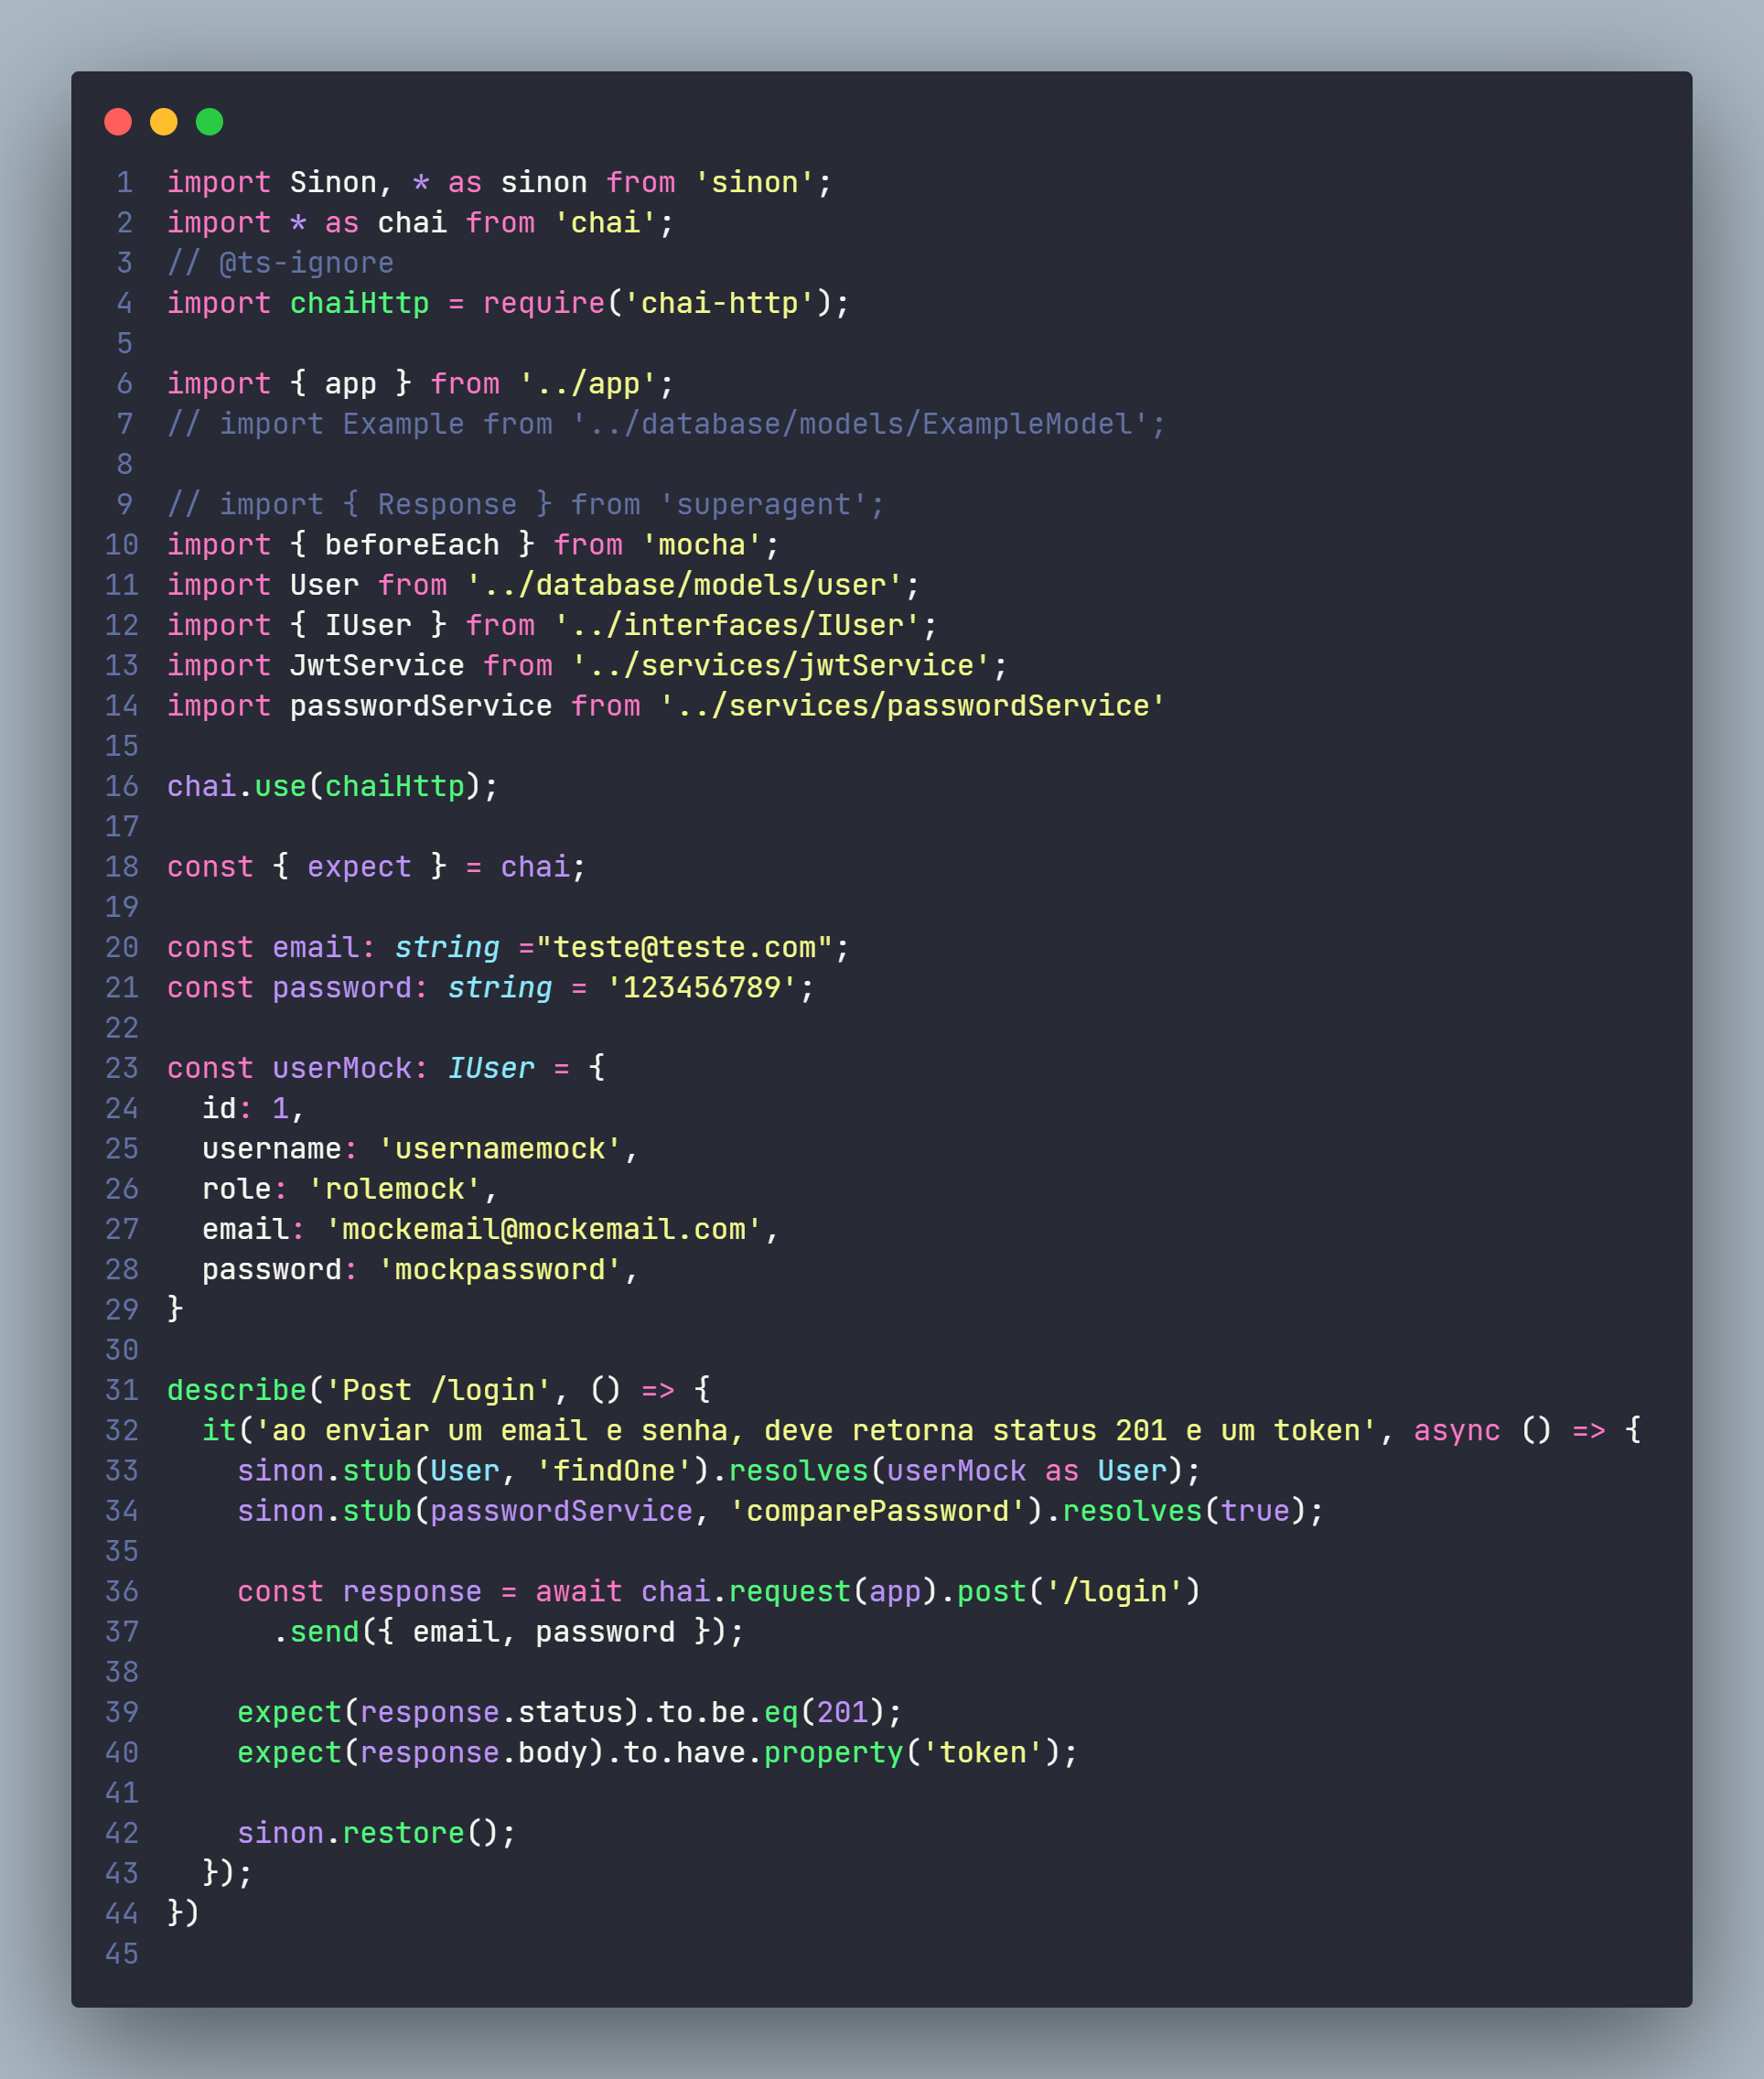 1 import Sinon, * as sinon from 'sinon';
2 import * as chai from 'chai';
3 // @ts-ignore
4 import chaiHttp = require('chai-http');
5
6 import { app } from '../app';
7 // import Example from '../database/models/ExampleModel';
8
9 // import { Response } from 'superagent';
10 import { beforeEach } from 'mocha';
11 import User from '../database/models/user';
12 import { IUser } from '../interfaces/IUser';
13 import JwtService from '../services/jwtService';
14 import passwordService from '../services/passwordService'
15
16 chai.use(chaiHttp);
17
18 const { expect } = chai;
19
20 const email: string ="teste@teste.com";
21 const password: string = '123456789';
22
23 const userMock: IUser = {
24   id: 1,
25   username: 'usernamemock',
26   role: 'rolemock',
27   email: 'mockemail@mockemail.com',
28   password: 'mockpassword',
29 }
30
31 describe('Post /login', () => {
32   it('ao enviar um email e senha, deve retorna status 201 e um token', async () => {
33     sinon.stub(User, 'findOne').resolves(userMock as User);
34     sinon.stub(passwordService, 'comparePassword').resolves(true);
35
36     const response = await chai.request(app).post('/login')
37       .send({ email, password });
38
39     expect(response.status).to.be.eq(201);
40     expect(response.body).to.have.property('token');
41
42     sinon.restore();
43   });
44 })
45